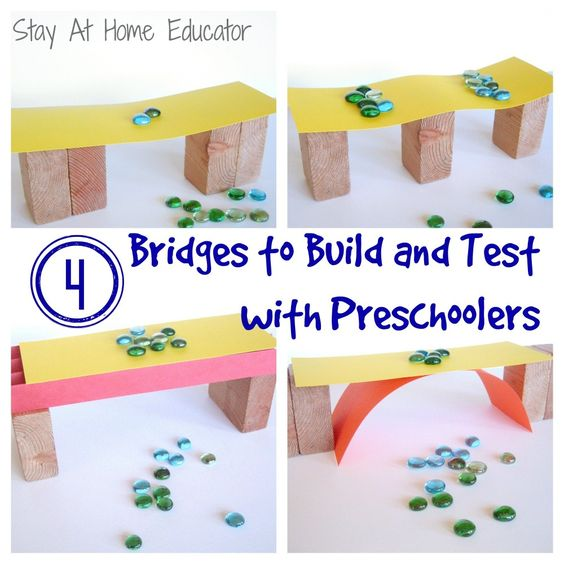 Stay At Home Educator
4
Bridges to Build and Test
with Preschoolers